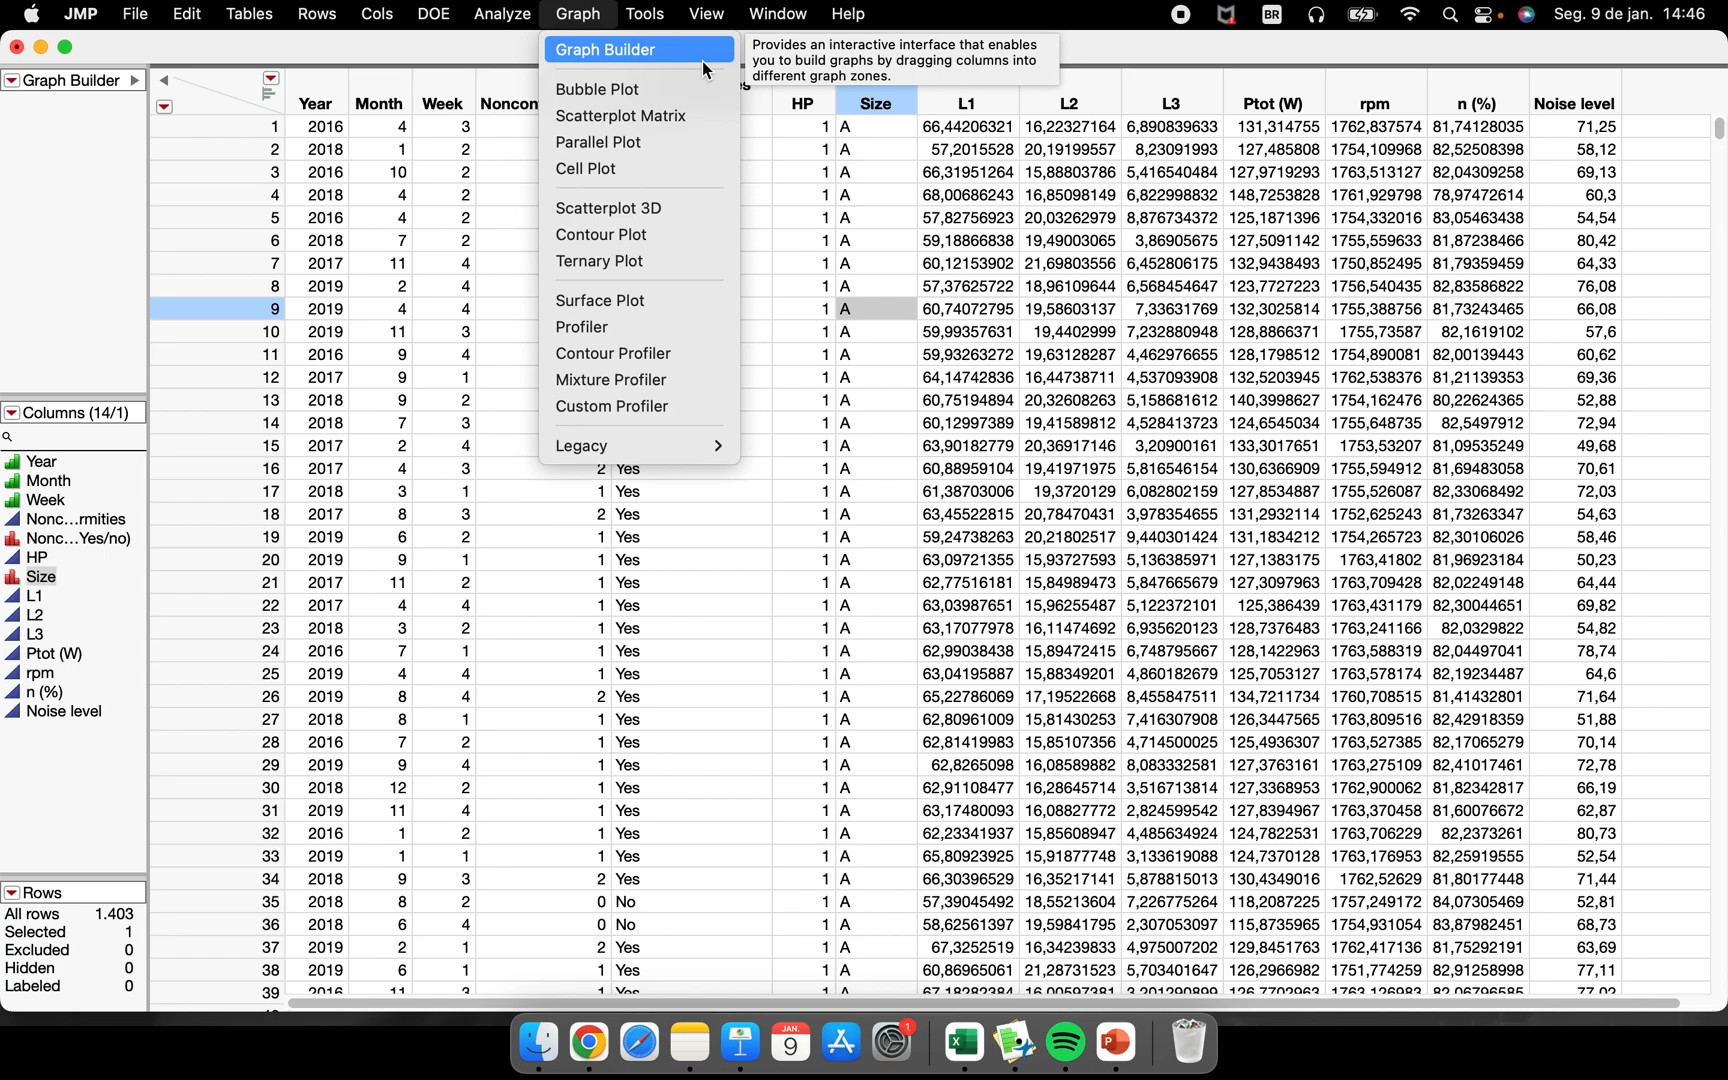 JMP File Edit Tables Rows Cols DOE Analyze Graph Tools View Window Help BR Seg. 9 de jan. 14:46
Graph Builder
Provides an interactive interface that enables
you to build graphs by dragging columns into
different graph zones.
Bubble Plot
Scatterplot Matrix
Parallel Plot
Cell Plot
Scatterplot 3D
Contour Plot
Ternary Plot
Surface Plot
Profiler
Contour Profiler
Mixture Profiler
Custom Profiler
Legacy
Graph Builder
Columns (14/1)
Year
Month
Week
Nonc...rmities
Nonc...Yes/no)
HP
Size
L1
L2
L3
Ptot (W)
rpm
n (%)
Noise level
Rows
All rows 1.403
Selected 1
Excluded 0
Hidden 0
Labeled 0
Year Month Week Noncon HP Size L1 L2 L3 Ptot (W) rpm n (%) Noise level
1 2016 4 3 1 A 66,44206321 16,22327164 6,890839633 131,314755 1762,837574 81,74128035 71,25
2 2018 1 2 1 A 57,2015528 20,19199557 8,23091993 127,485808 1754,109968 82,52508398 58,12
3 2016 10 2 1 A 66,31951264 15,88803786 5,416540484 127,9719293 1763,513127 82,04309258 69,13
4 2018 4 2 1 A 68,00686243 16,85098149 6,822998832 148,7253828 1761,929798 78,97472614 60,3
5 2016 4 2 1 A 57,82756923 20,03262979 8,876734372 125,1871396 1754,332016 83,05463438 54,54
6 2018 7 2 1 A 59,18866838 19,49003065 3,86905675 127,5091142 1755,559633 81,87238466 80,42
7 2017 11 4 1 A 60,12153902 21,69803556 6,452806175 132,9438493 1750,852495 81,79359459 64,33
8 2019 2 4 1 A 57,37625722 18,96109644 6,568454647 123,7727223 1756,540435 82,83586822 76,08
9 2019 4 4 1 A 60,74072795 19,58603137 7,33631769 132,3025814 1755,388756 81,73243465 66,08
10 2019 11 3 1 A 59,99357631 19,4402999 7,232880948 128,8866371 1755,73587 82,1619102 57,6
11 2016 9 4 1 A 59,93263272 19,63128287 4,462976655 128,1798512 1754,890081 82,00139443 60,62
12 2017 9 1 1 A 64,14742836 16,44738711 4,537093908 132,5203945 1762,538376 81,21139353 69,36
13 2018 9 2 1 A 60,75194894 20,32608263 5,158681612 140,3998627 1754,162476 80,22624365 52,88
14 2018 7 3 1 A 60,12997389 19,41589812 4,528413723 124,6545034 1755,648735 82,5497912 72,94
15 2017 2 4 1 A 63,90182779 20,36917146 3,20900161 133,3017651 1753,53207 81,09535249 49,68
16 2017 4 3 2 Yes 1 A 60,88959104 19,41971975 5,816546154 130,6366909 1755,594912 81,69483058 70,61
17 2018 3 1 1 Yes 1 A 61,38703006 19,3720129 6,082802159 127,8534887 1755,526087 82,33068492 72,03
18 2017 8 3 2 Yes 1 A 63,45522815 20,78470431 3,978354655 131,2932114 1752,625243 81,73263347 54,63
19 2019 6 2 1 Yes 1 A 59,24738263 20,21802517 9,440301424 131,1834212 1754,265723 82,30106026 58,46
20 2019 9 1 1 Yes 1 A 63,09721355 15,93727593 5,136385971 127,1383175 1763,41802 81,96923184 50,23
21 2017 11 2 1 Yes 1 A 62,77516181 15,84989473 5,847665679 127,3097963 1763,709428 82,02249148 64,44
22 2017 4 4 1 Yes 1 A 63,03987651 15,96255487 5,122372101 125,386439 1763,431179 82,30044651 69,82
23 2018 3 2 1 Yes 1 A 63,17077978 16,11474692 6,935620123 128,7376483 1763,241166 82,0329822 54,82
24 2016 7 1 1 Yes 1 A 62,99038438 15,89472415 6,748795667 128,1422963 1763,588319 82,04497041 78,74
25 2019 4 4 1 Yes 1 A 63,04195887 15,88349201 4,860182679 125,7053127 1763,578174 82,19234487 64,6
26 2019 8 4 2 Yes 1 A 65,22786069 17,19522668 8,455847511 134,7211734 1760,708515 81,41432801 71,64
27 2018 8 1 1 Yes 1 A 62,80961009 15,81430253 7,416307908 126,3447565 1763,809516 82,42918359 51,88
28 2016 7 2 1 Yes 1 A 62,81419983 15,85107356 4,714500025 125,4936307 1763,527385 82,17065279 70,14
29 2019 9 4 1 Yes 1 A 62,8265098 16,08589882 8,083332581 127,3763161 1763,275109 82,41017461 72,78
30 2018 12 2 1 Yes 1 A 62,91108477 16,28645714 3,516713814 127,3368953 1762,900062 81,82342817 66,19
31 2019 11 4 1 Yes 1 A 63,17480093 16,08827772 2,824599542 127,8394967 1763,370458 81,60076672 62,87
32 2016 1 2 1 Yes 1 A 62,23341937 15,85608947 4,485634924 124,7822531 1763,706229 82,2373261 80,73
33 2019 1 1 1 Yes 1 A 65,80923925 15,91877748 3,133619088 124,7370128 1763,176953 82,25919555 52,54
34 2018 9 3 2 Yes 1 A 66,30396529 16,35217141 5,878815013 130,4349016 1762,52629 81,80177448 71,44
35 2018 8 2 0 No 1 A 57,39045492 18,55213604 7,226775264 118,2087225 1757,249172 84,07305469 52,81
36 2018 6 4 0 No 1 A 58,62561397 19,59841795 2,307053097 115,8735965 1754,931054 83,87982451 68,73
37 2019 2 1 2 Yes 1 A 67,3252519 16,34239833 4,975007202 129,8451763 1762,417136 81,75292191 63,69
38 2019 6 1 1 Yes 1 A 60,86965061 21,28731523 5,703401647 126,2966982 1751,774259 82,91258998 77,11
39 2016 11 3 1 Yes 1 A
JAN.
9
1